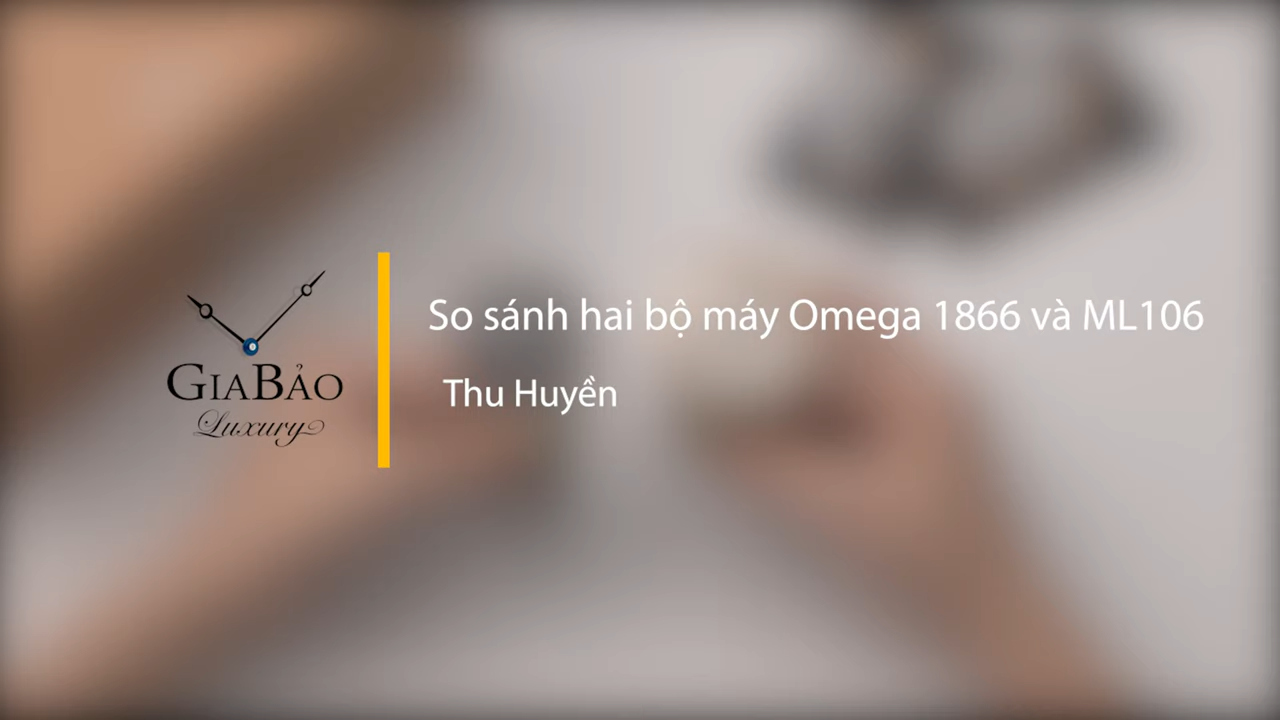 GIABẢO
Luxury
So sánh hai bộ máy Omega 1866 và ML106
Thu Huyền